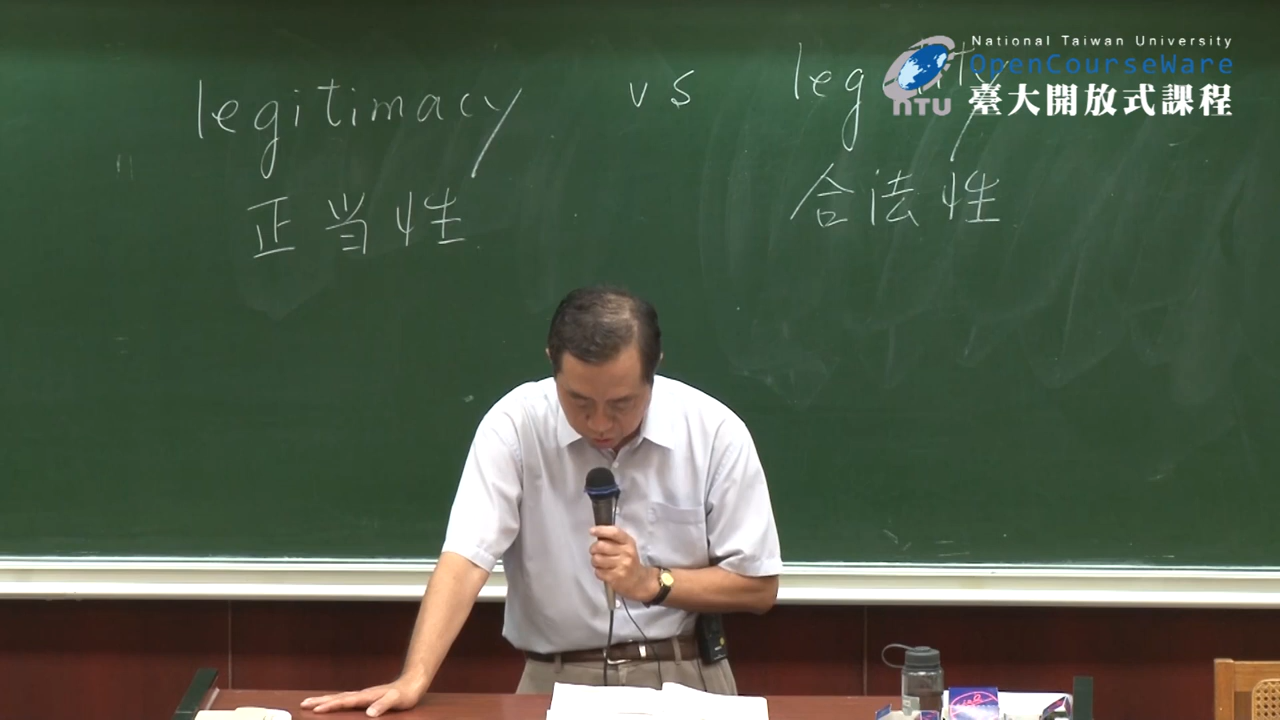 National Taiwan University
OpenCourseWare
臺大開放式課程
NTU
legitimacy vs legality
正当性 合法性